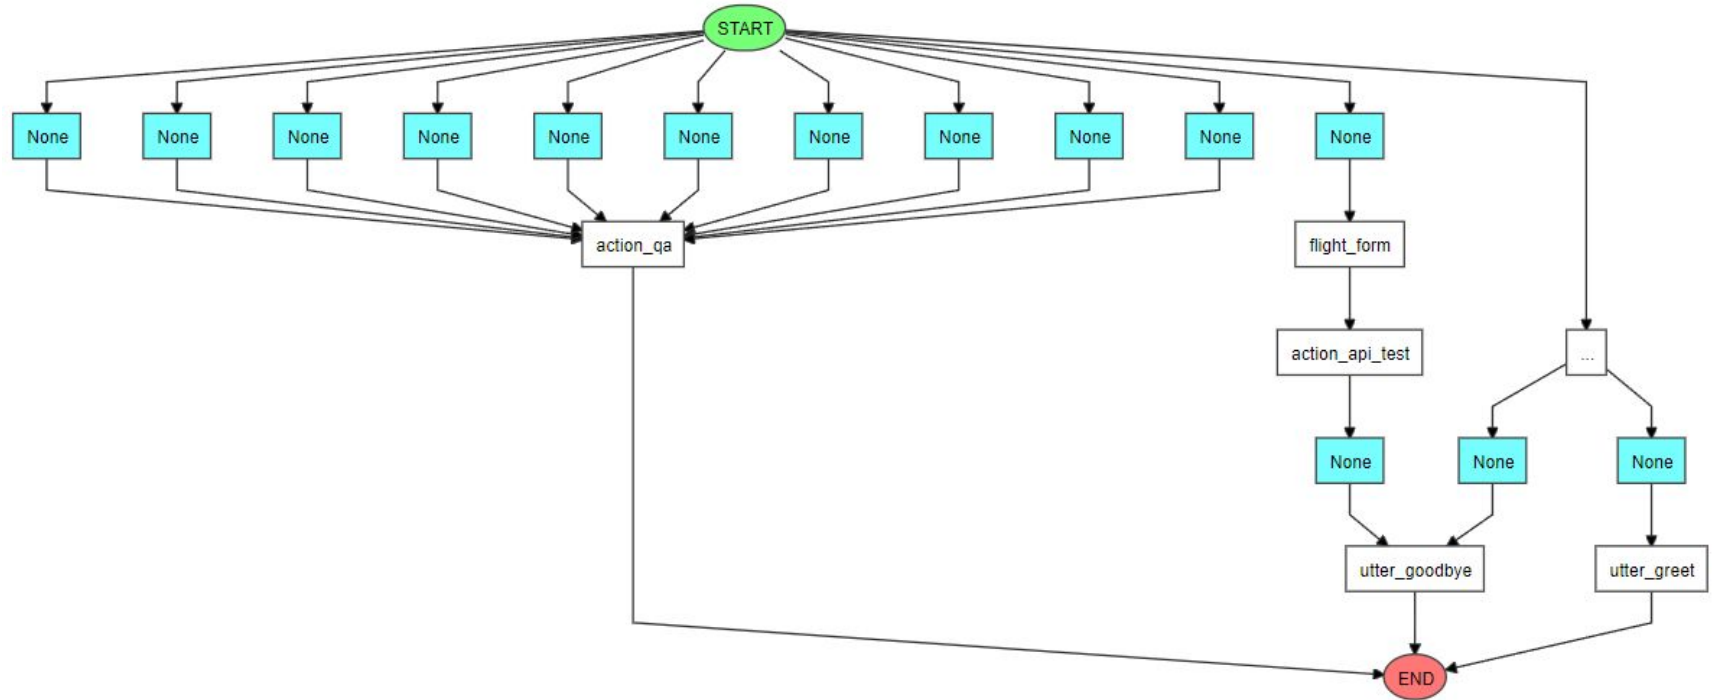 START
None
None
None
None
None
None
None
None
None
None
None
action_qa
flight_form
action_api_test
...
None
None
None
utter_goodbye
utter_greet
END